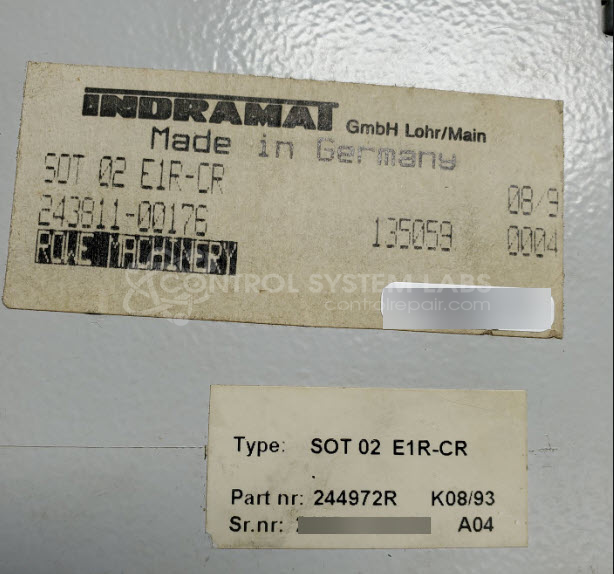 INDRAMAT GmbH Lohr/Main
Made in Germany
SOT 02 E1R-CR
08/9
243911-00176 135059 0004
ROWE MACHINERY
CONTROL SYSTEM LABS
controlrepair.com
Type: SOT 02 E1R-CR
Part nr: 244972R K08/93
Sr.nr: A04